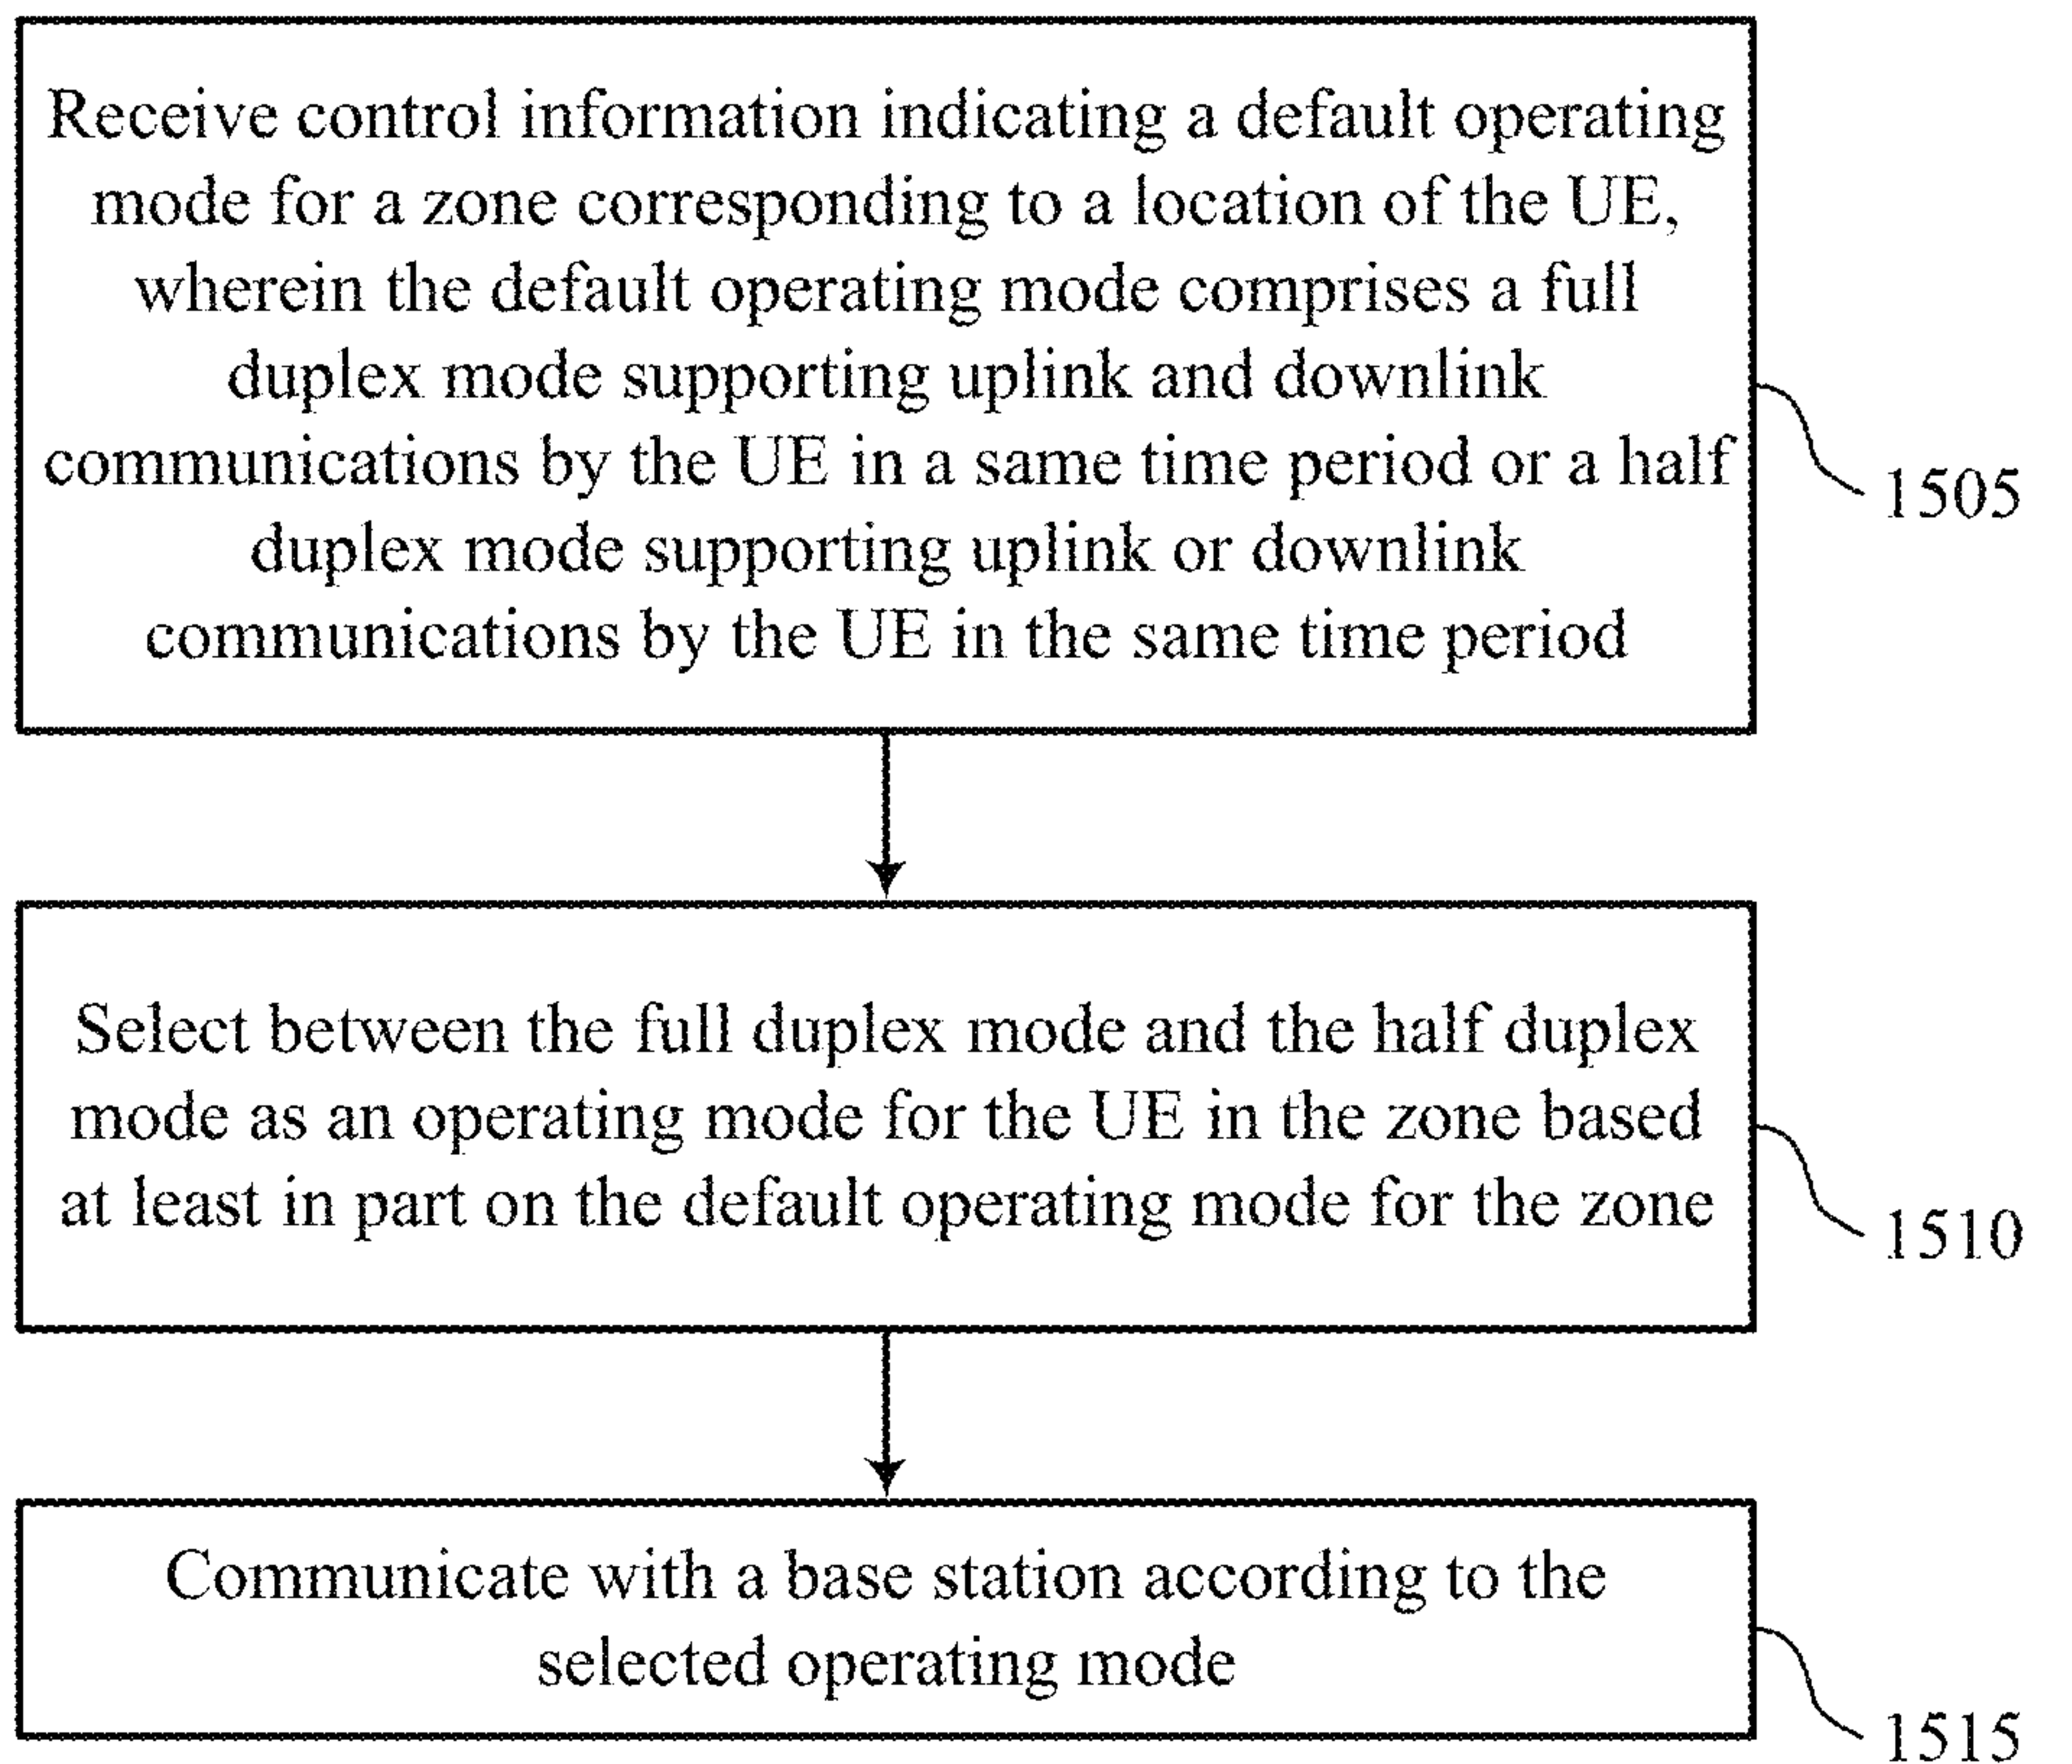 Receive control information indicating a default operating
mode for a zone corresponding to a location of the UE,
wherein the default operating mode comprises a full
duplex mode supporting uplink and downlink
communications by the UE in a same time period or a half
duplex mode supporting uplink or downlink
communications by the UE in the same time period
1505
Select between the full duplex mode and the half duplex
mode as an operating mode for the UE in the zone based
at least in part on the default operating mode for the zone
1510
Communicate with a base station according to the
selected operating mode
1515